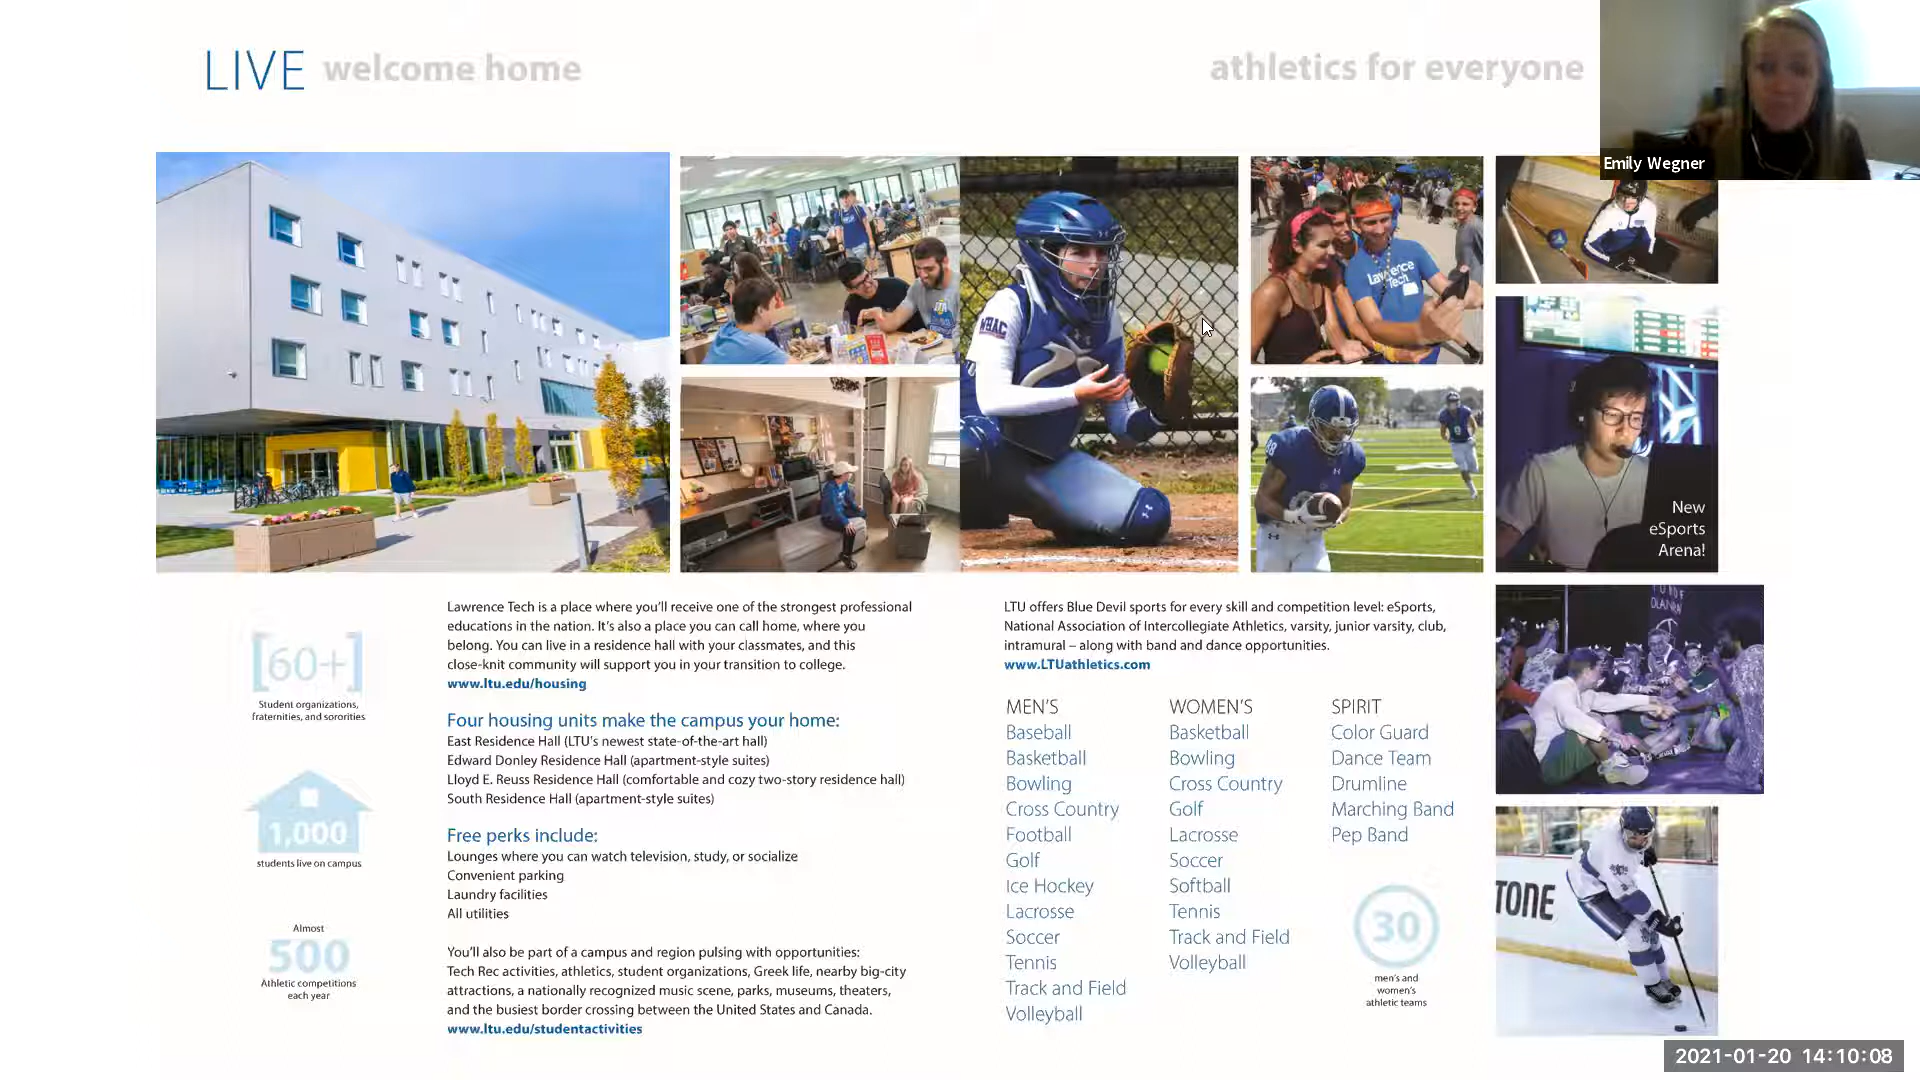 LIVE welcome home
athletics for everyone
Emily Wegner
WHAC
Lawrence
Tech
New
eSports
Arena!
TONE
[60+]
Student organizations,
fraternities, and sororities
1,000
students live on campus
Almost
500
Athletic competitions
each year
Lawrence Tech is a place where you'll receive one of the strongest professional
educations in the nation. It's also a place you can call home, where you
belong. You can live in a residence hall with your classmates, and this
close-knit community will support you in your transition to college.
www.ltu.edu/housing
Four housing units make the campus your home:
East Residence Hall (LTU's newest state-of-the-art hall)
Edward Donley Residence Hall (apartment-style suites)
Lloyd E. Reuss Residence Hall (comfortable and cozy two-story residence hall)
South Residence Hall (apartment-style suites)
Free perks include:
Lounges where you can watch television, study, or socialize
Convenient parking
Laundry facilities
All utilities
You'll also be part of a campus and region pulsing with opportunities:
Tech Rec activities, athletics, student organizations, Greek life, nearby big-city
attractions, a nationally recognized music scene, parks, museums, theaters,
and the busiest border crossing between the United States and Canada.
www.ltu.edu/studentactivities
LTU offers Blue Devil sports for every skill and competition level: eSports,
National Association of Intercollegiate Athletics, varsity, junior varsity, club,
intramural – along with band and dance opportunities.
www.LTUathletics.com
MEN'S
Baseball
Basketball
Bowling
Cross Country
Football
Golf
Ice Hockey
Lacrosse
Soccer
Tennis
Track and Field
Volleyball
WOMEN'S
Basketball
Bowling
Cross Country
Golf
Lacrosse
Soccer
Softball
Tennis
Track and Field
Volleyball
SPIRIT
Color Guard
Dance Team
Drumline
Marching Band
Pep Band
30
men's and
women's
athletic teams
2021-01-20 14:10:08